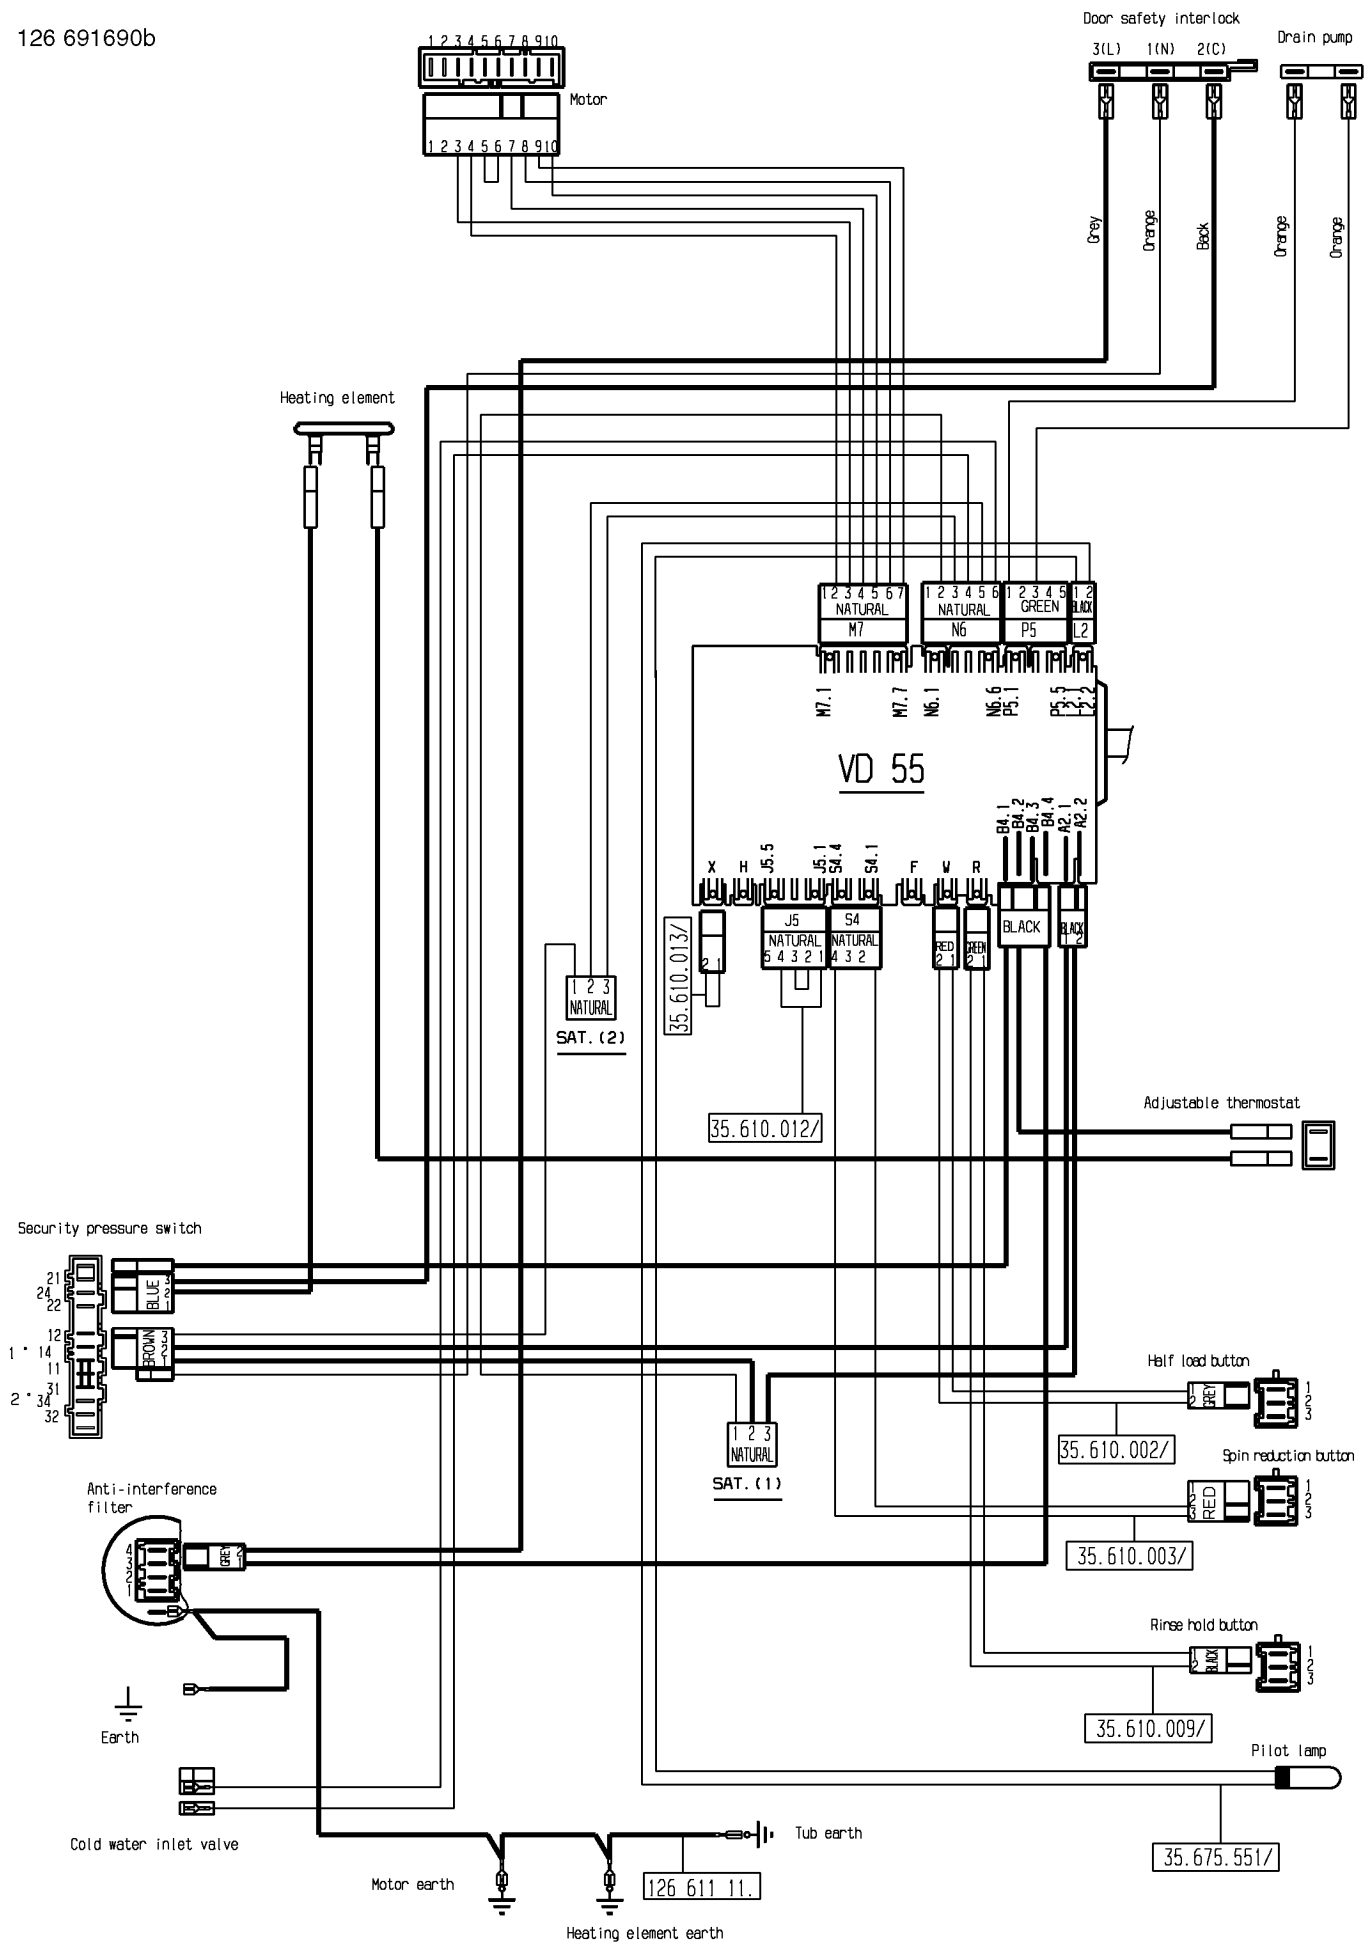 126 691690b
Door safety interlock
Drain pump
3(L) 1(N) 2(C)
1 2 3 4 5 6 7 8 9 10
Motor
1 2 3 4 5 6 7 8 9 10
Grey
Orange
Back
Orange
Orange
Heating element
1 2 3 4 5 6 7
NATURAL
M7
1 2 3 4 5 6
NATURAL
N6
1 2 3 4 5
GREEN
P5
1 2
BLACK
L2
M7.1
M7.7
N6.1
N6.6
P5.1
P5.5
L2.1
L2.2
VD 55
B4.1
B4.2
B4.3
B4.4
A2.1
A2.2
X
H
J5.5
J5.1
S4.4
S4.1
F
W
R
J5
NATURAL
5 4 3 2 1
S4
NATURAL
4 3 2
RED
2 1
GREEN
2 1
BLACK
BLACK
1 2
2 1
35.610.013/
1 2 3
NATURAL
SAT.(2)
35.610.012/
Adjustable thermostat
Security pressure switch
21
24
22
BLUE
3
2
1
12
1 ° 14
11
31
2 ° 34
32
BROWN
3
2
1
Half load button
1
2
GREY
1
2
3
35.610.002/
1 2 3
NATURAL
SAT.(1)
Spin reduction button
1
2
3
RED
1
2
3
35.610.003/
Anti-interference
filter
4
3
2
1
GREY
2
1
Rinse hold button
1
2
BLACK
1
2
3
35.610.009/
Earth
Pilot lamp
35.675.551/
Cold water inlet valve
Tub earth
Motor earth
126 611 11.
Heating element earth